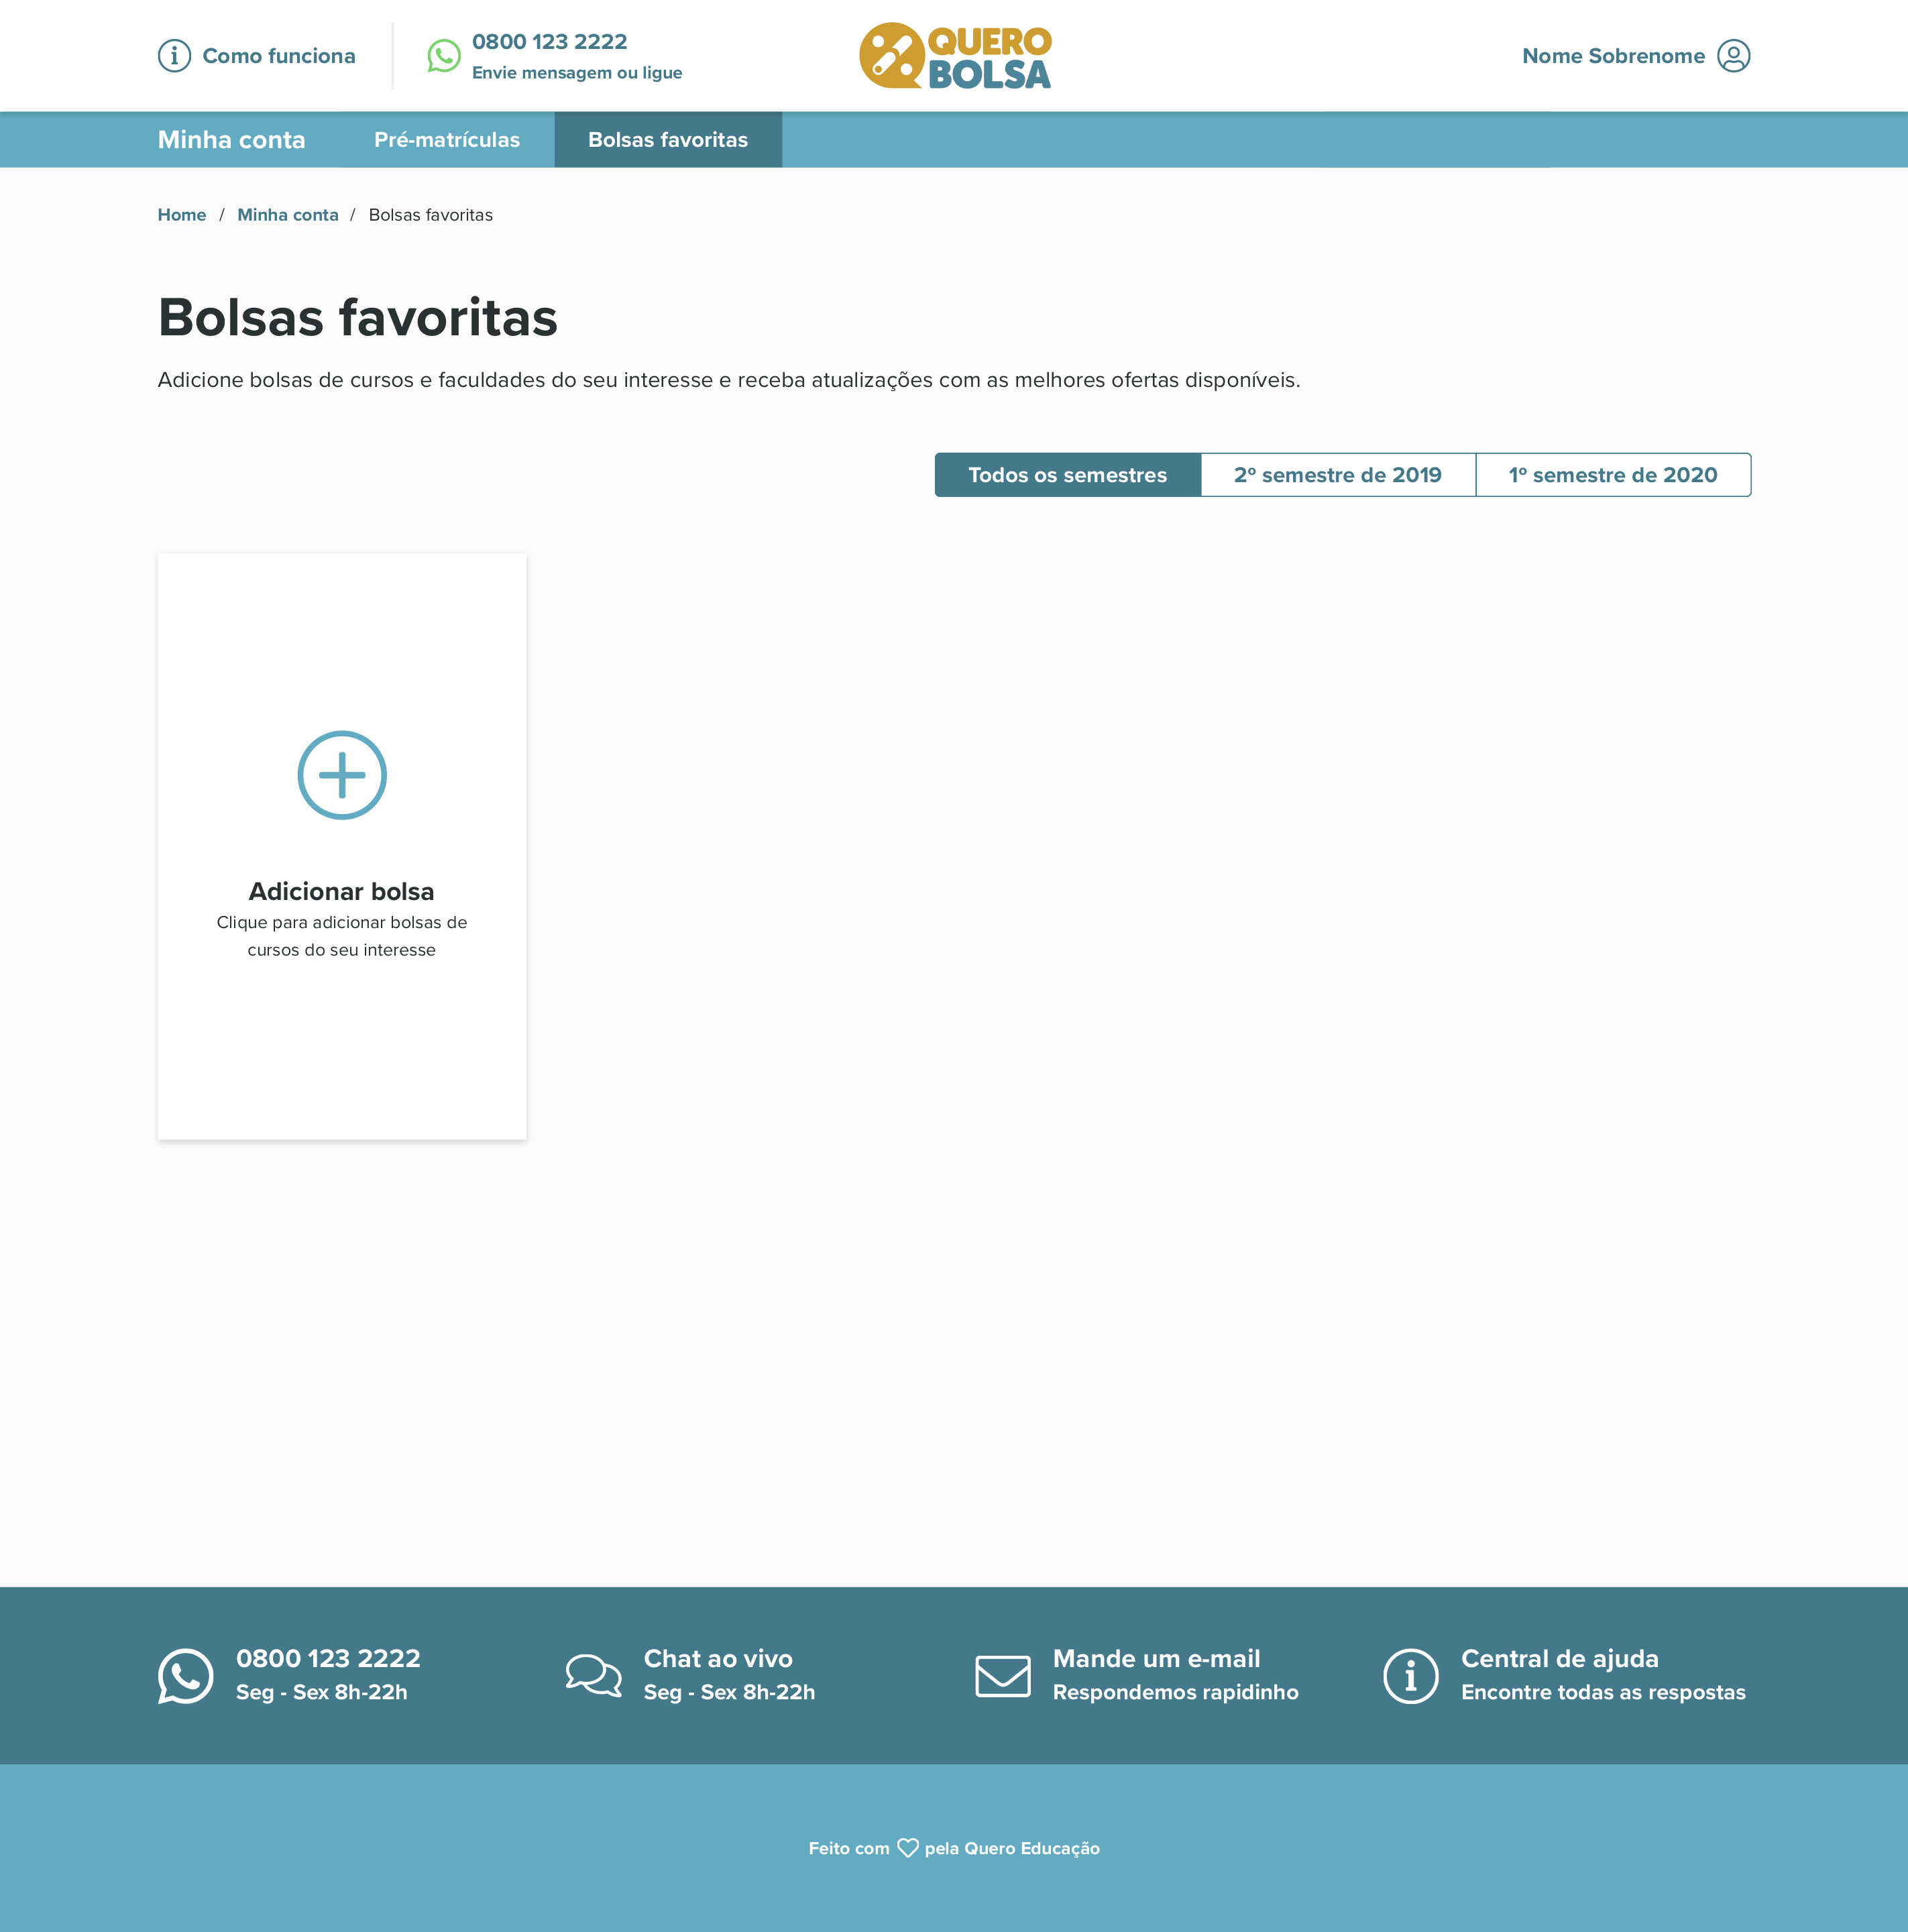 Como funciona
0800 123 2222
Envie mensagem ou ligue
QUERO
BOLSA
Nome Sobrenome
Minha conta
Pré-matrículas
Bolsas favoritas
Home / Minha conta / Bolsas favoritas
Bolsas favoritas
Adicione bolsas de cursos e faculdades do seu interesse e receba atualizações com as melhores ofertas disponíveis.
Todos os semestres
2º semestre de 2019
1º semestre de 2020
Adicionar bolsa
Clique para adicionar bolsas de
cursos do seu interesse
0800 123 2222
Seg - Sex 8h-22h
Chat ao vivo
Seg - Sex 8h-22h
Mande um e-mail
Respondemos rapidinho
Central de ajuda
Encontre todas as respostas
Feito com pela Quero Educação